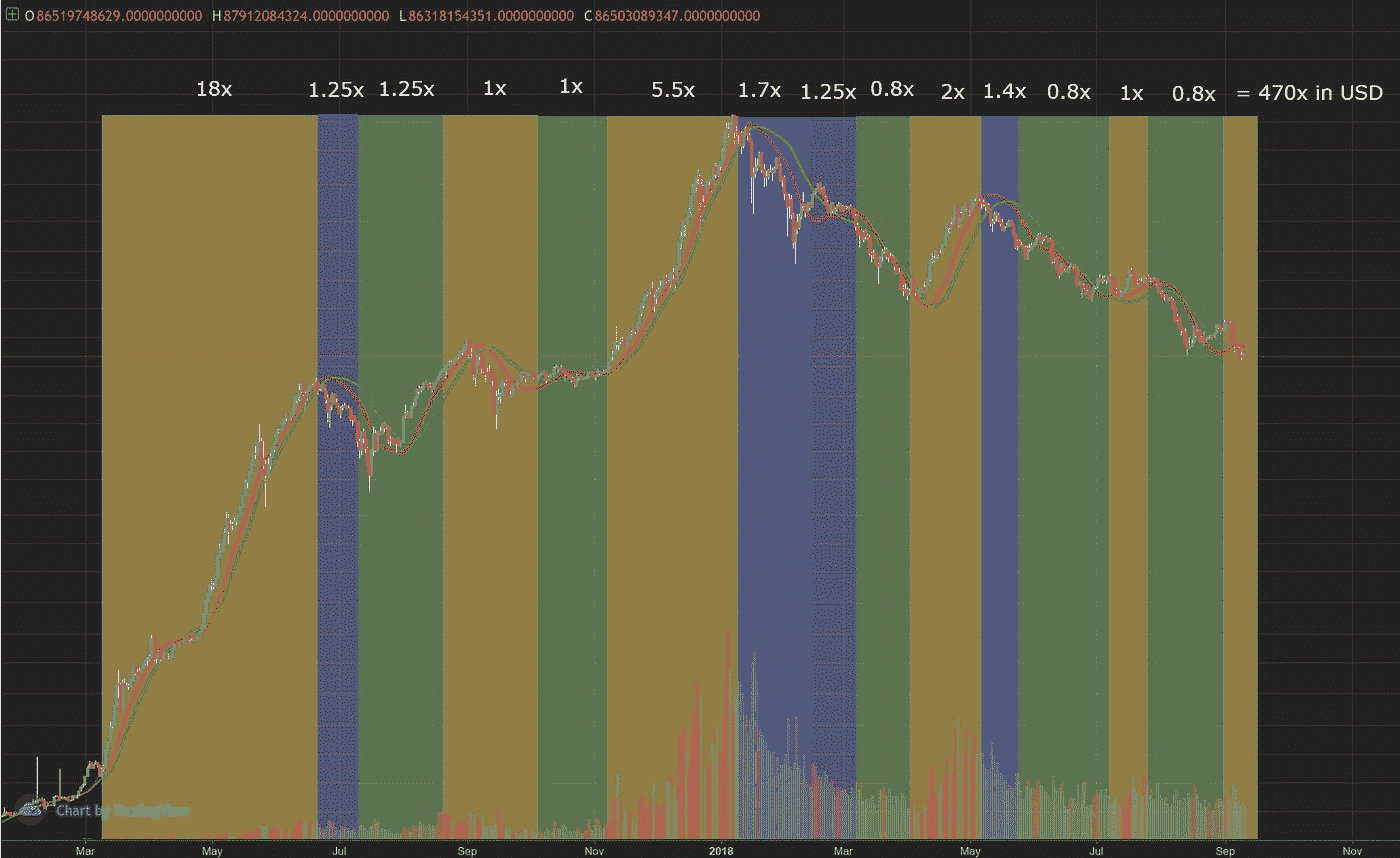 O86519748629.0000000000 H87912084324.0000000000 L86318154351.0000000000 C86503089347.0000000000
18x 1.25x 1.25x 1x 1x 5.5x 1.7x 1.25x 0.8x 2x 1.4x 0.8x 1x 0.8x = 470x in USD
Chart by
Mar May Jul Sep Nov 2018 Mar May Jul Sep Nov